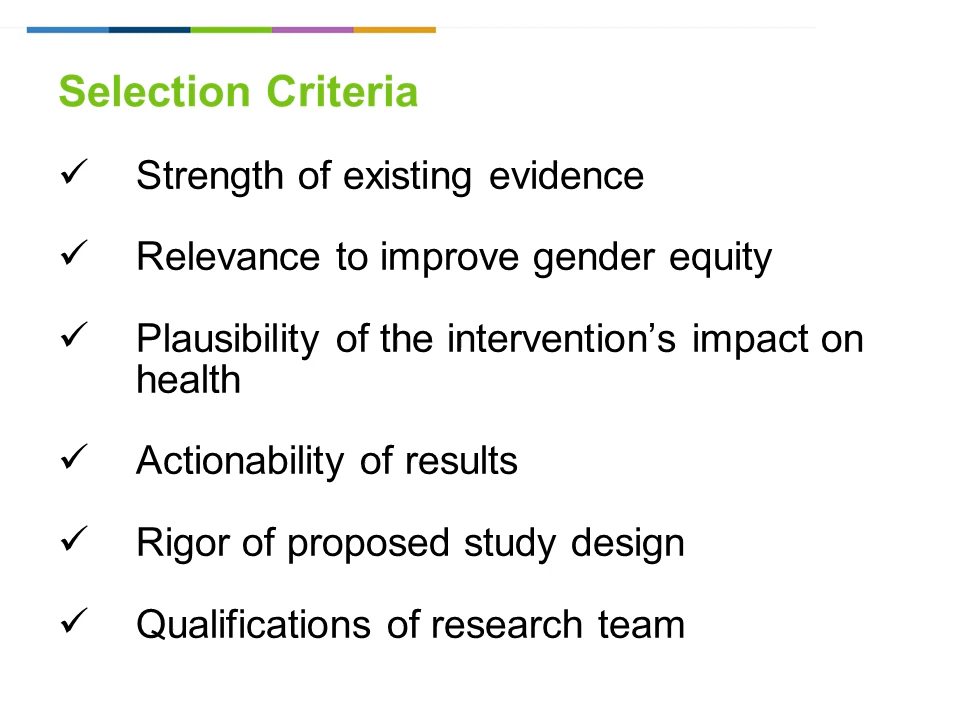 Selection Criteria
✓ Strength of existing evidence
✓ Relevance to improve gender equity
✓ Plausibility of the intervention’s impact on
health
✓ Actionability of results
✓ Rigor of proposed study design
✓ Qualifications of research team